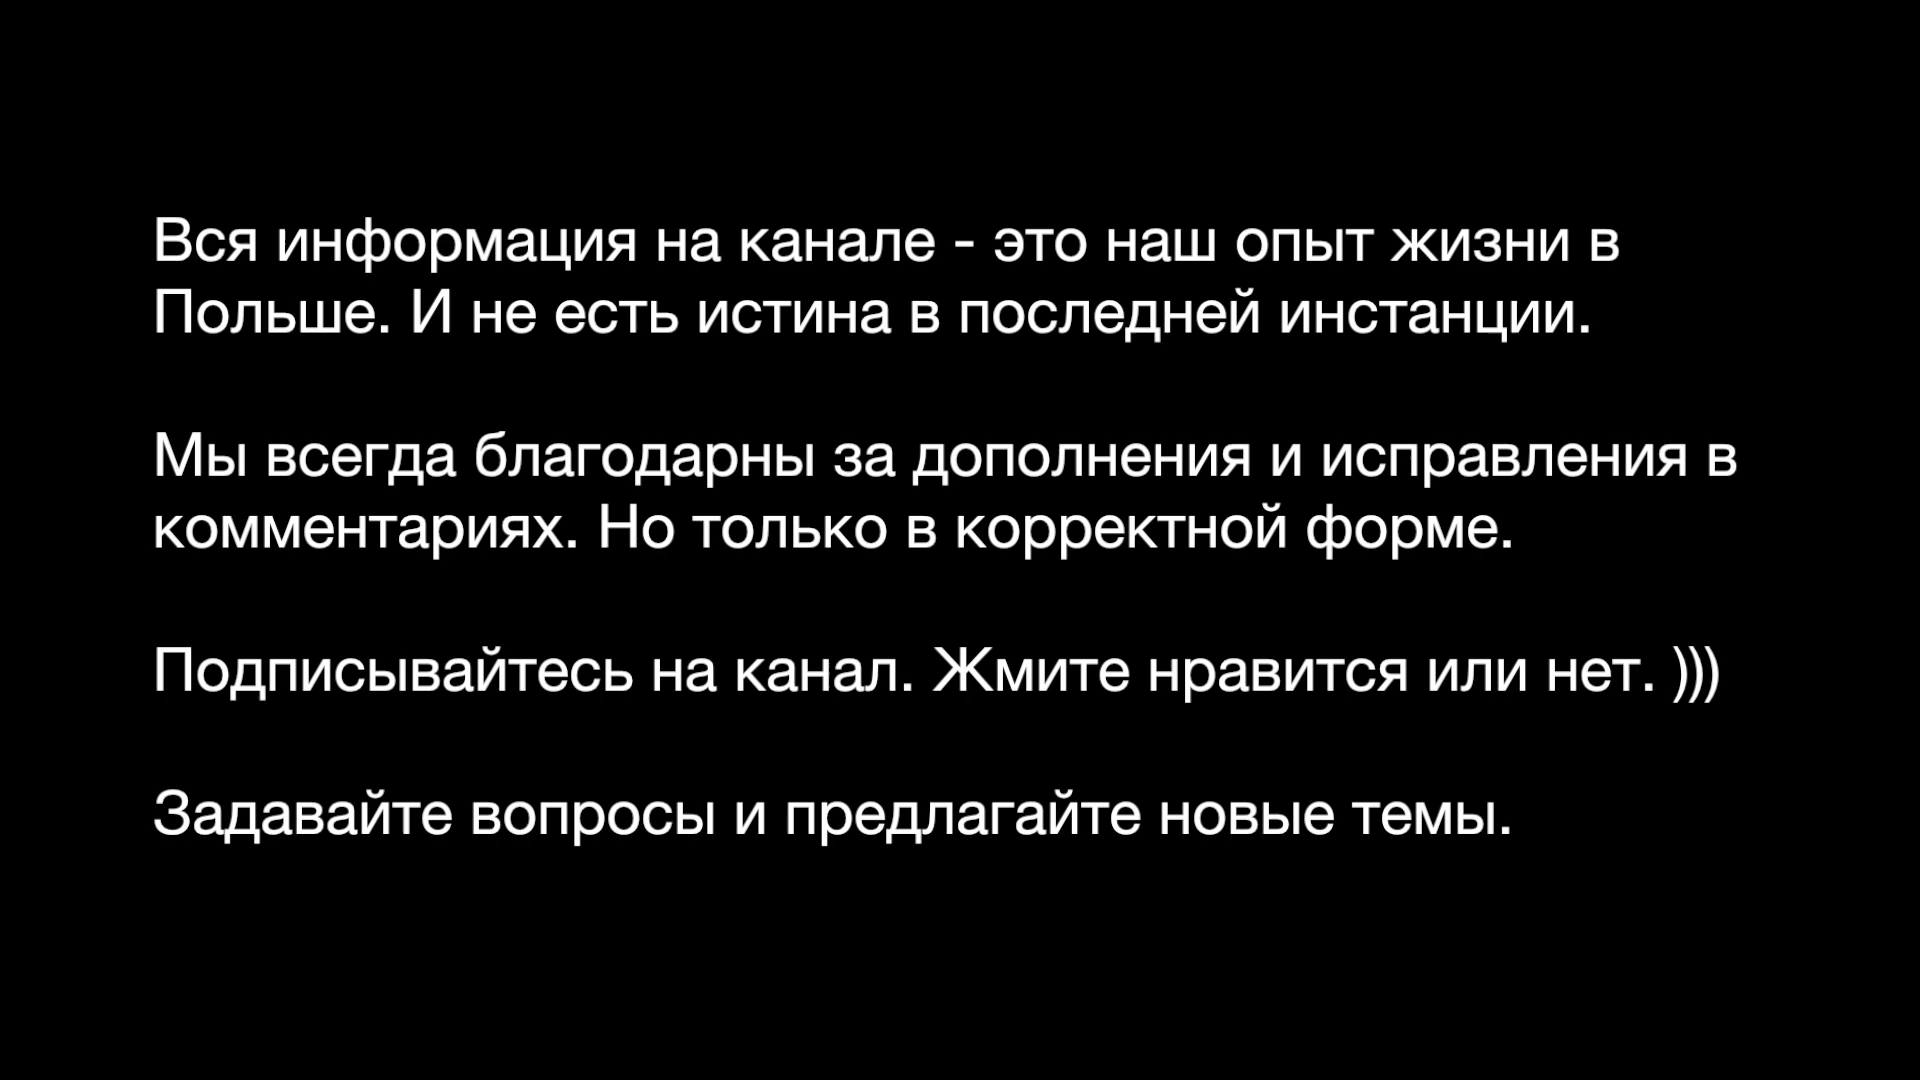 Вся информация на канале - это наш опыт жизни в
Польше. И не есть истина в последней инстанции.
Мы всегда благодарны за дополнения и исправления в
комментариях. Но только в корректной форме.
Подписывайтесь на канал. Жмите нравится или нет. )))
Задавайте вопросы и предлагайте новые темы.